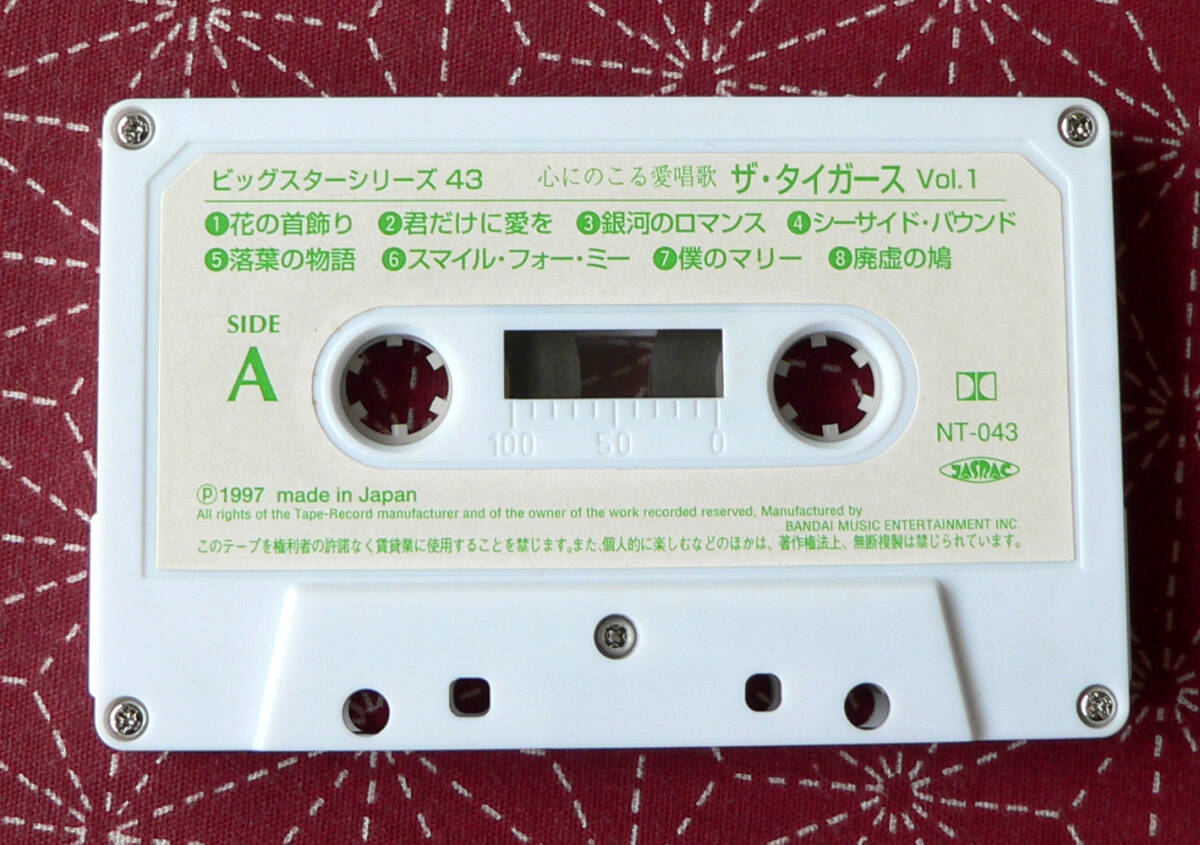 ビッグスターシリーズ 43 心にのこる愛唱歌 ザ・タイガース Vol.1
❶花の首飾り ❷君だけに愛を ❸銀河のロマンス ❹シーサイド・バウンド
❺落葉の物語 ❻スマイル・フォー・ミー ❼僕のマリー ❽廃虚の鳩
SIDE
A
100 50 0
NT-043
JASRAC
Ⓟ1997 made in Japan
All rights of the Tape-Record manufacturer and of the owner of the work recorded reserved, Manufactured by
BANDAI MUSIC ENTERTAINMENT INC.
このテープを権利者の許諾なく賃貸業に使用することを禁じます。また、個人的に楽しむなどのほかは、著作権法上、無断複製は禁じられています。